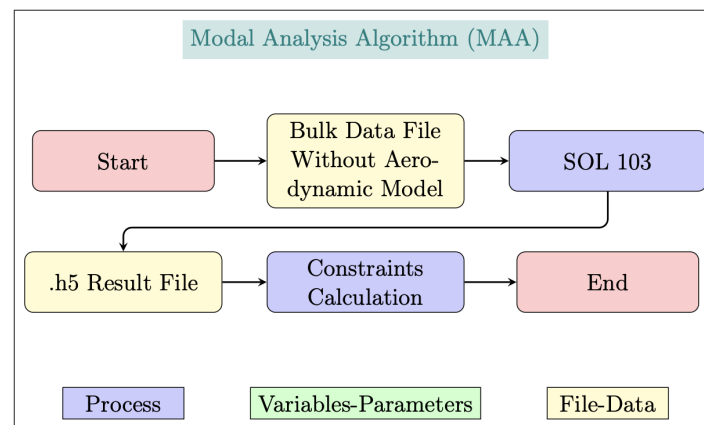 Modal Analysis Algorithm (MAA)
Start
Bulk Data File
Without Aero-
dynamic Model
SOL 103
.h5 Result File
Constraints
Calculation
End
Process
Variables-Parameters
File-Data